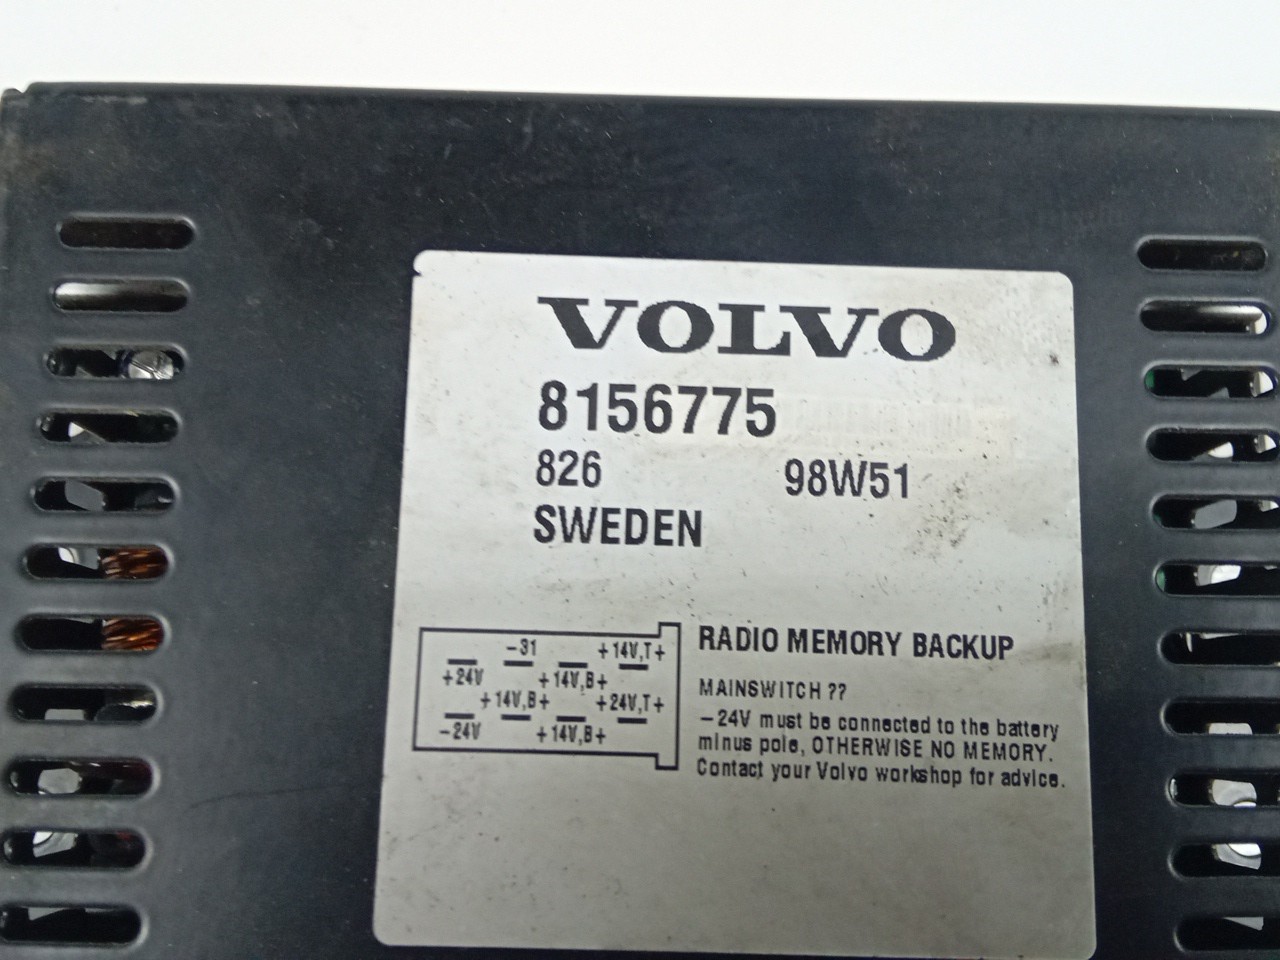 VOLVO
8156775
826 98W51
SWEDEN
-31 +14V,T+
+24V +14V,B+
+14V,B+ +24V,T+
-24V +14V,B+
RADIO MEMORY BACKUP
MAINSWITCH ??
-24V must be connected to the battery
minus pole, OTHERWISE NO MEMORY.
Contact your Volvo workshop for advice.